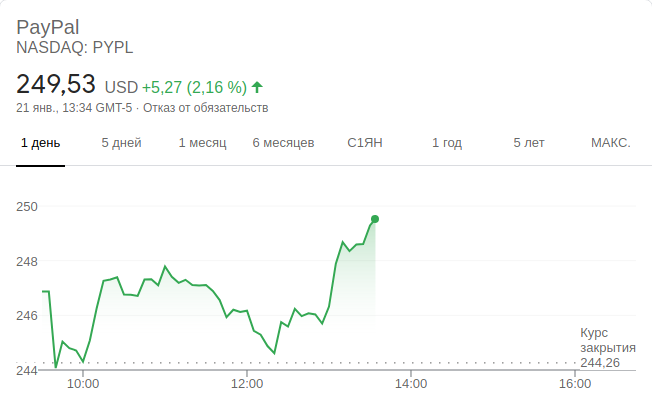 PayPal
NASDAQ: PYPL
249,53 USD +5,27 (2,16 %)
21 янв., 13:34 GMT-5 · Отказ от обязательств
1 день 5 дней 1 месяц 6 месяцев С1ЯН 1 год 5 лет МАКС.
250
248
246
244
Курс
закрытия
244,26
10:00 12:00 14:00 16:00